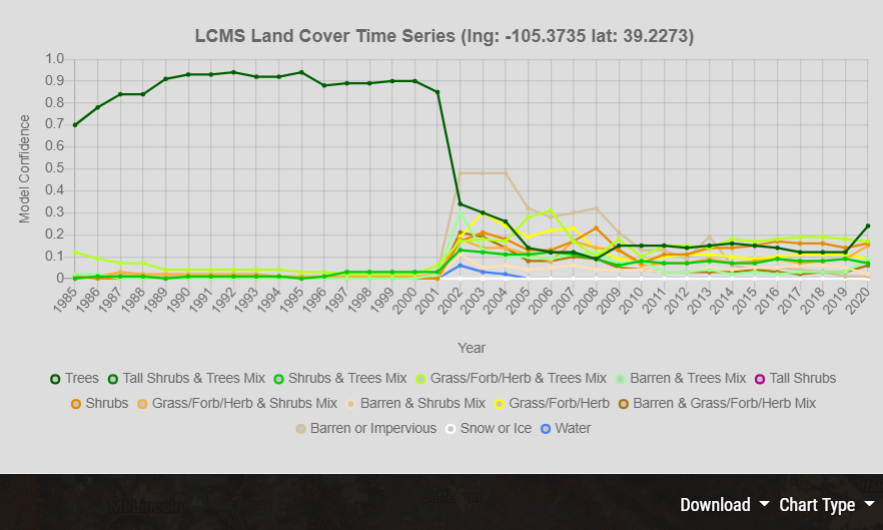 LCMS Land Cover Time Series (lng: -105.3735 lat: 39.2273)
Model Confidence
1.0
0.9
0.8
0.7
0.6
0.5
0.4
0.3
0.2
0.1
0
1985 1986 1987 1988 1989 1990 1991 1992 1993 1994 1995 1996 1997 1998 1999 2000 2001 2002 2003 2004 2005 2006 2007 2008 2009 2010 2011 2012 2013 2014 2015 2016 2017 2018 2019 2020
Year
Trees Tall Shrubs & Trees Mix Shrubs & Trees Mix Grass/Forb/Herb & Trees Mix Barren & Trees Mix Tall Shrubs
Shrubs Grass/Forb/Herb & Shrubs Mix Barren & Shrubs Mix Grass/Forb/Herb Barren & Grass/Forb/Herb Mix
Barren or Impervious Snow or Ice Water
Download Chart Type